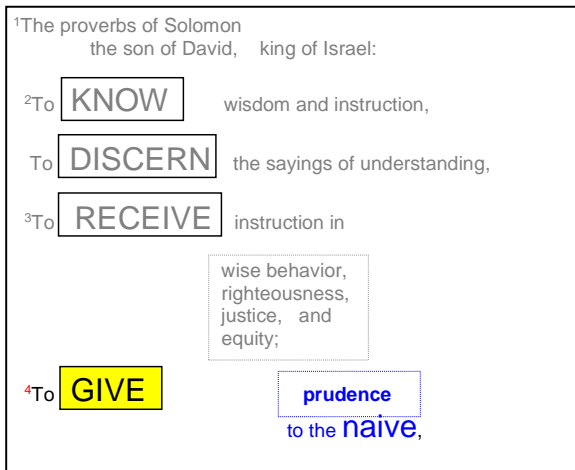 1The proverbs of Solomon
the son of David, king of Israel:
2To KNOW wisdom and instruction,
To DISCERN the sayings of understanding,
3To RECEIVE instruction in
wise behavior,
righteousness,
justice, and
equity;
4To GIVE prudence
to the naive,